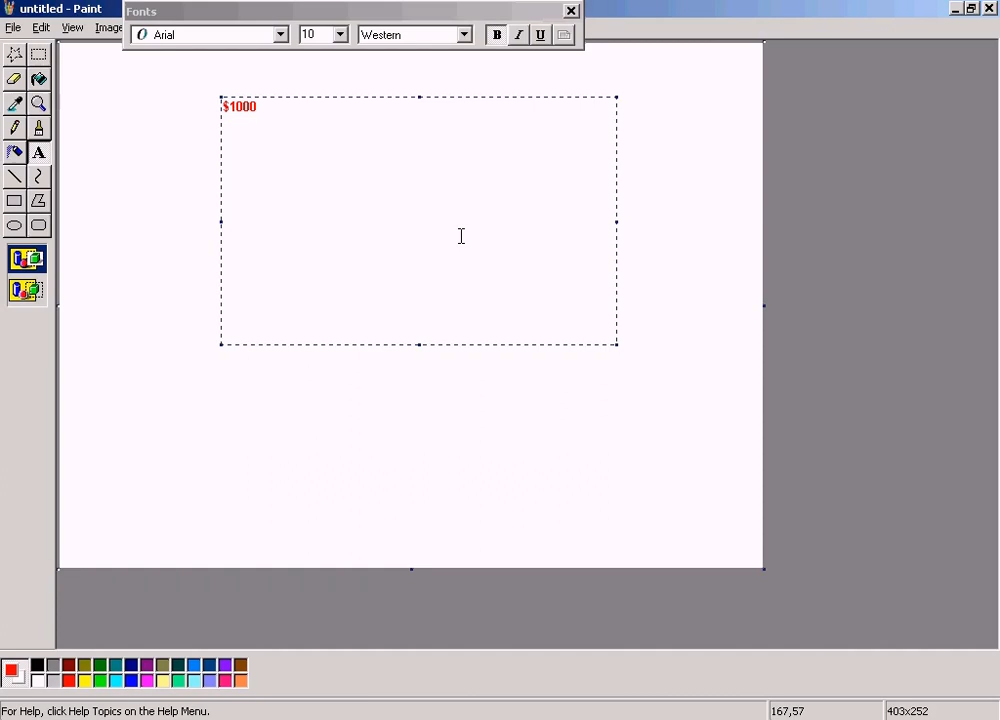 untitled - Paint
Fonts
File Edit View Image
Arial 10 Western B I U
A
$1000
For Help, click Help Topics on the Help Menu. 167,57 403x252